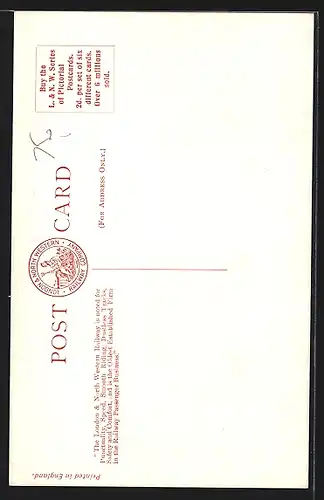 POST CARD
LONDON & NORTH WESTERN
RAILWAY COMPANY
Buy the
L. & N. W. Series
of Pictorial
Postcards.
2d. per set of six
different cards.
Over 6 millions
sold.
(FOR ADDRESS ONLY.)
"The London & North Western Railway is noted for
Punctuality, Speed, Smooth Riding, Dustless Tracks,
Safety and Comfort, and is the Oldest Established Firm
in the Railway Passenger Business."
Printed in England.